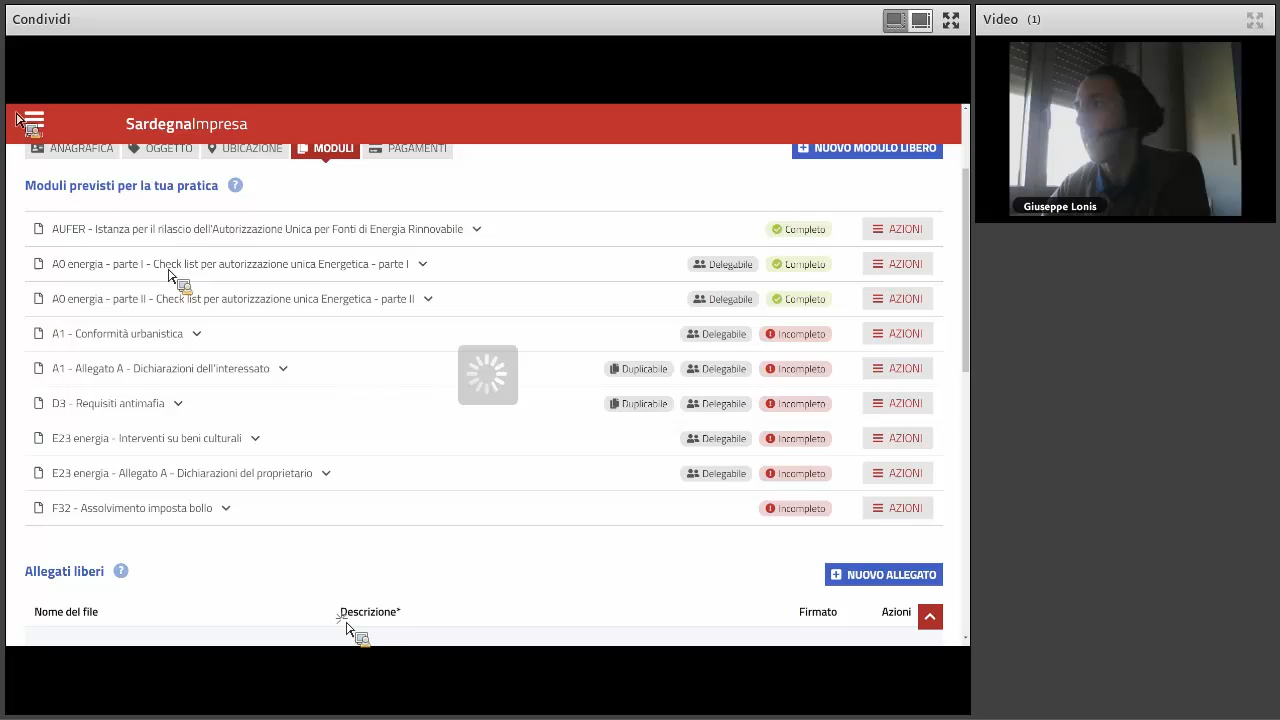 Condividi
Video (1)
SardegnaImpresa
ANAGRAFICA OGGETTO UBICAZIONE MODULI PAGAMENTI NUOVO MODULO LIBERO
Moduli previsti per la tua pratica ?
AUFER - Istanza per il rilascio dell'Autorizzazione Unica per Fonti di Energia Rinnovabile Completo AZIONI
A0 energia - parte I - Check list per autorizzazione unica Energetica - parte I Delegabile Completo AZIONI
A0 energia - parte II - Check list per autorizzazione unica Energetica - parte II Delegabile Completo AZIONI
A1 - Conformità urbanistica Delegabile Incompleto AZIONI
A1 - Allegato A - Dichiarazioni dell'interessato Duplicabile Delegabile Incompleto AZIONI
D3 - Requisiti antimafia Duplicabile Delegabile Incompleto AZIONI
E23 energia - Interventi su beni culturali Delegabile Incompleto AZIONI
E23 energia - Allegato A - Dichiarazioni del proprietario Delegabile Incompleto AZIONI
F32 - Assolvimento imposta bollo Incompleto AZIONI
Allegati liberi ? NUOVO ALLEGATO
Nome del file Descrizione* Firmato Azioni
Giuseppe Lonis